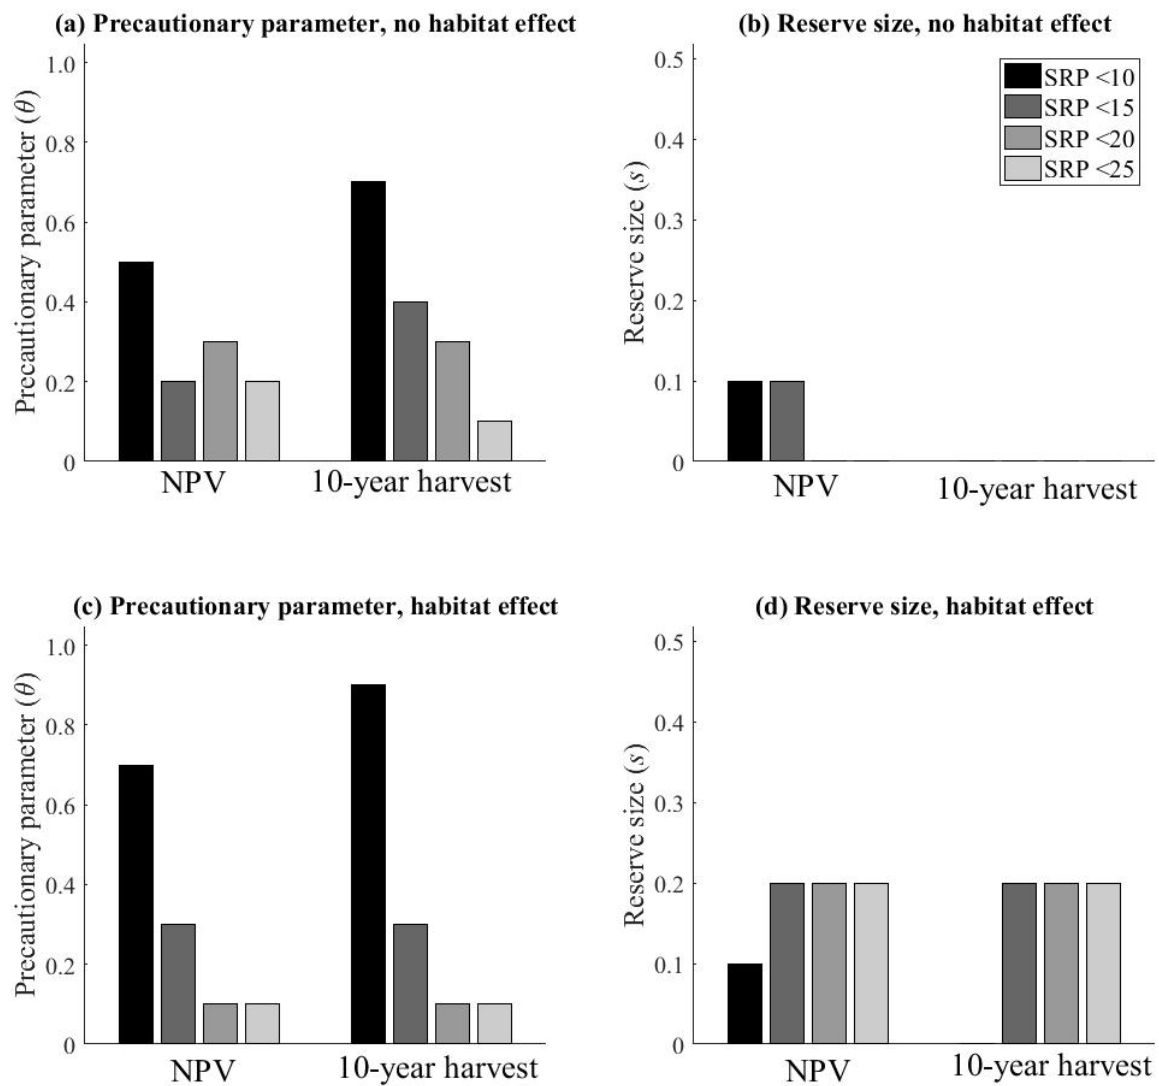 (a) Precautionary parameter, no habitat effect
Precautionary parameter (θ)
1.0
0.8
0.6
0.4
0.2
0
NPV
10-year harvest
(b) Reserve size, no habitat effect
Reserve size (s)
0.5
0.4
0.3
0.2
0.1
0
SRP <10
SRP <15
SRP <20
SRP <25
NPV
10-year harvest
(c) Precautionary parameter, habitat effect
Precautionary parameter (θ)
1.0
0.8
0.6
0.4
0.2
0
NPV
10-year harvest
(d) Reserve size, habitat effect
Reserve size (s)
0.5
0.4
0.3
0.2
0.1
0
NPV
10-year harvest